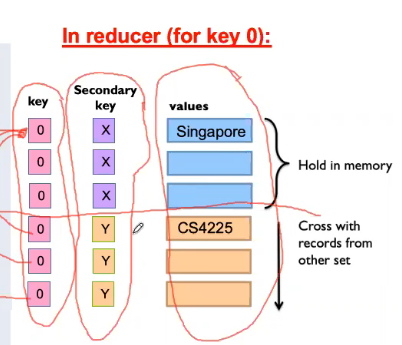 In reducer (for key 0):
key
Secondary
key
values
0 X Singapore
0 X
0 X
Hold in memory
0 Y CS4225
0 Y
0 Y
Cross with
records from
other set